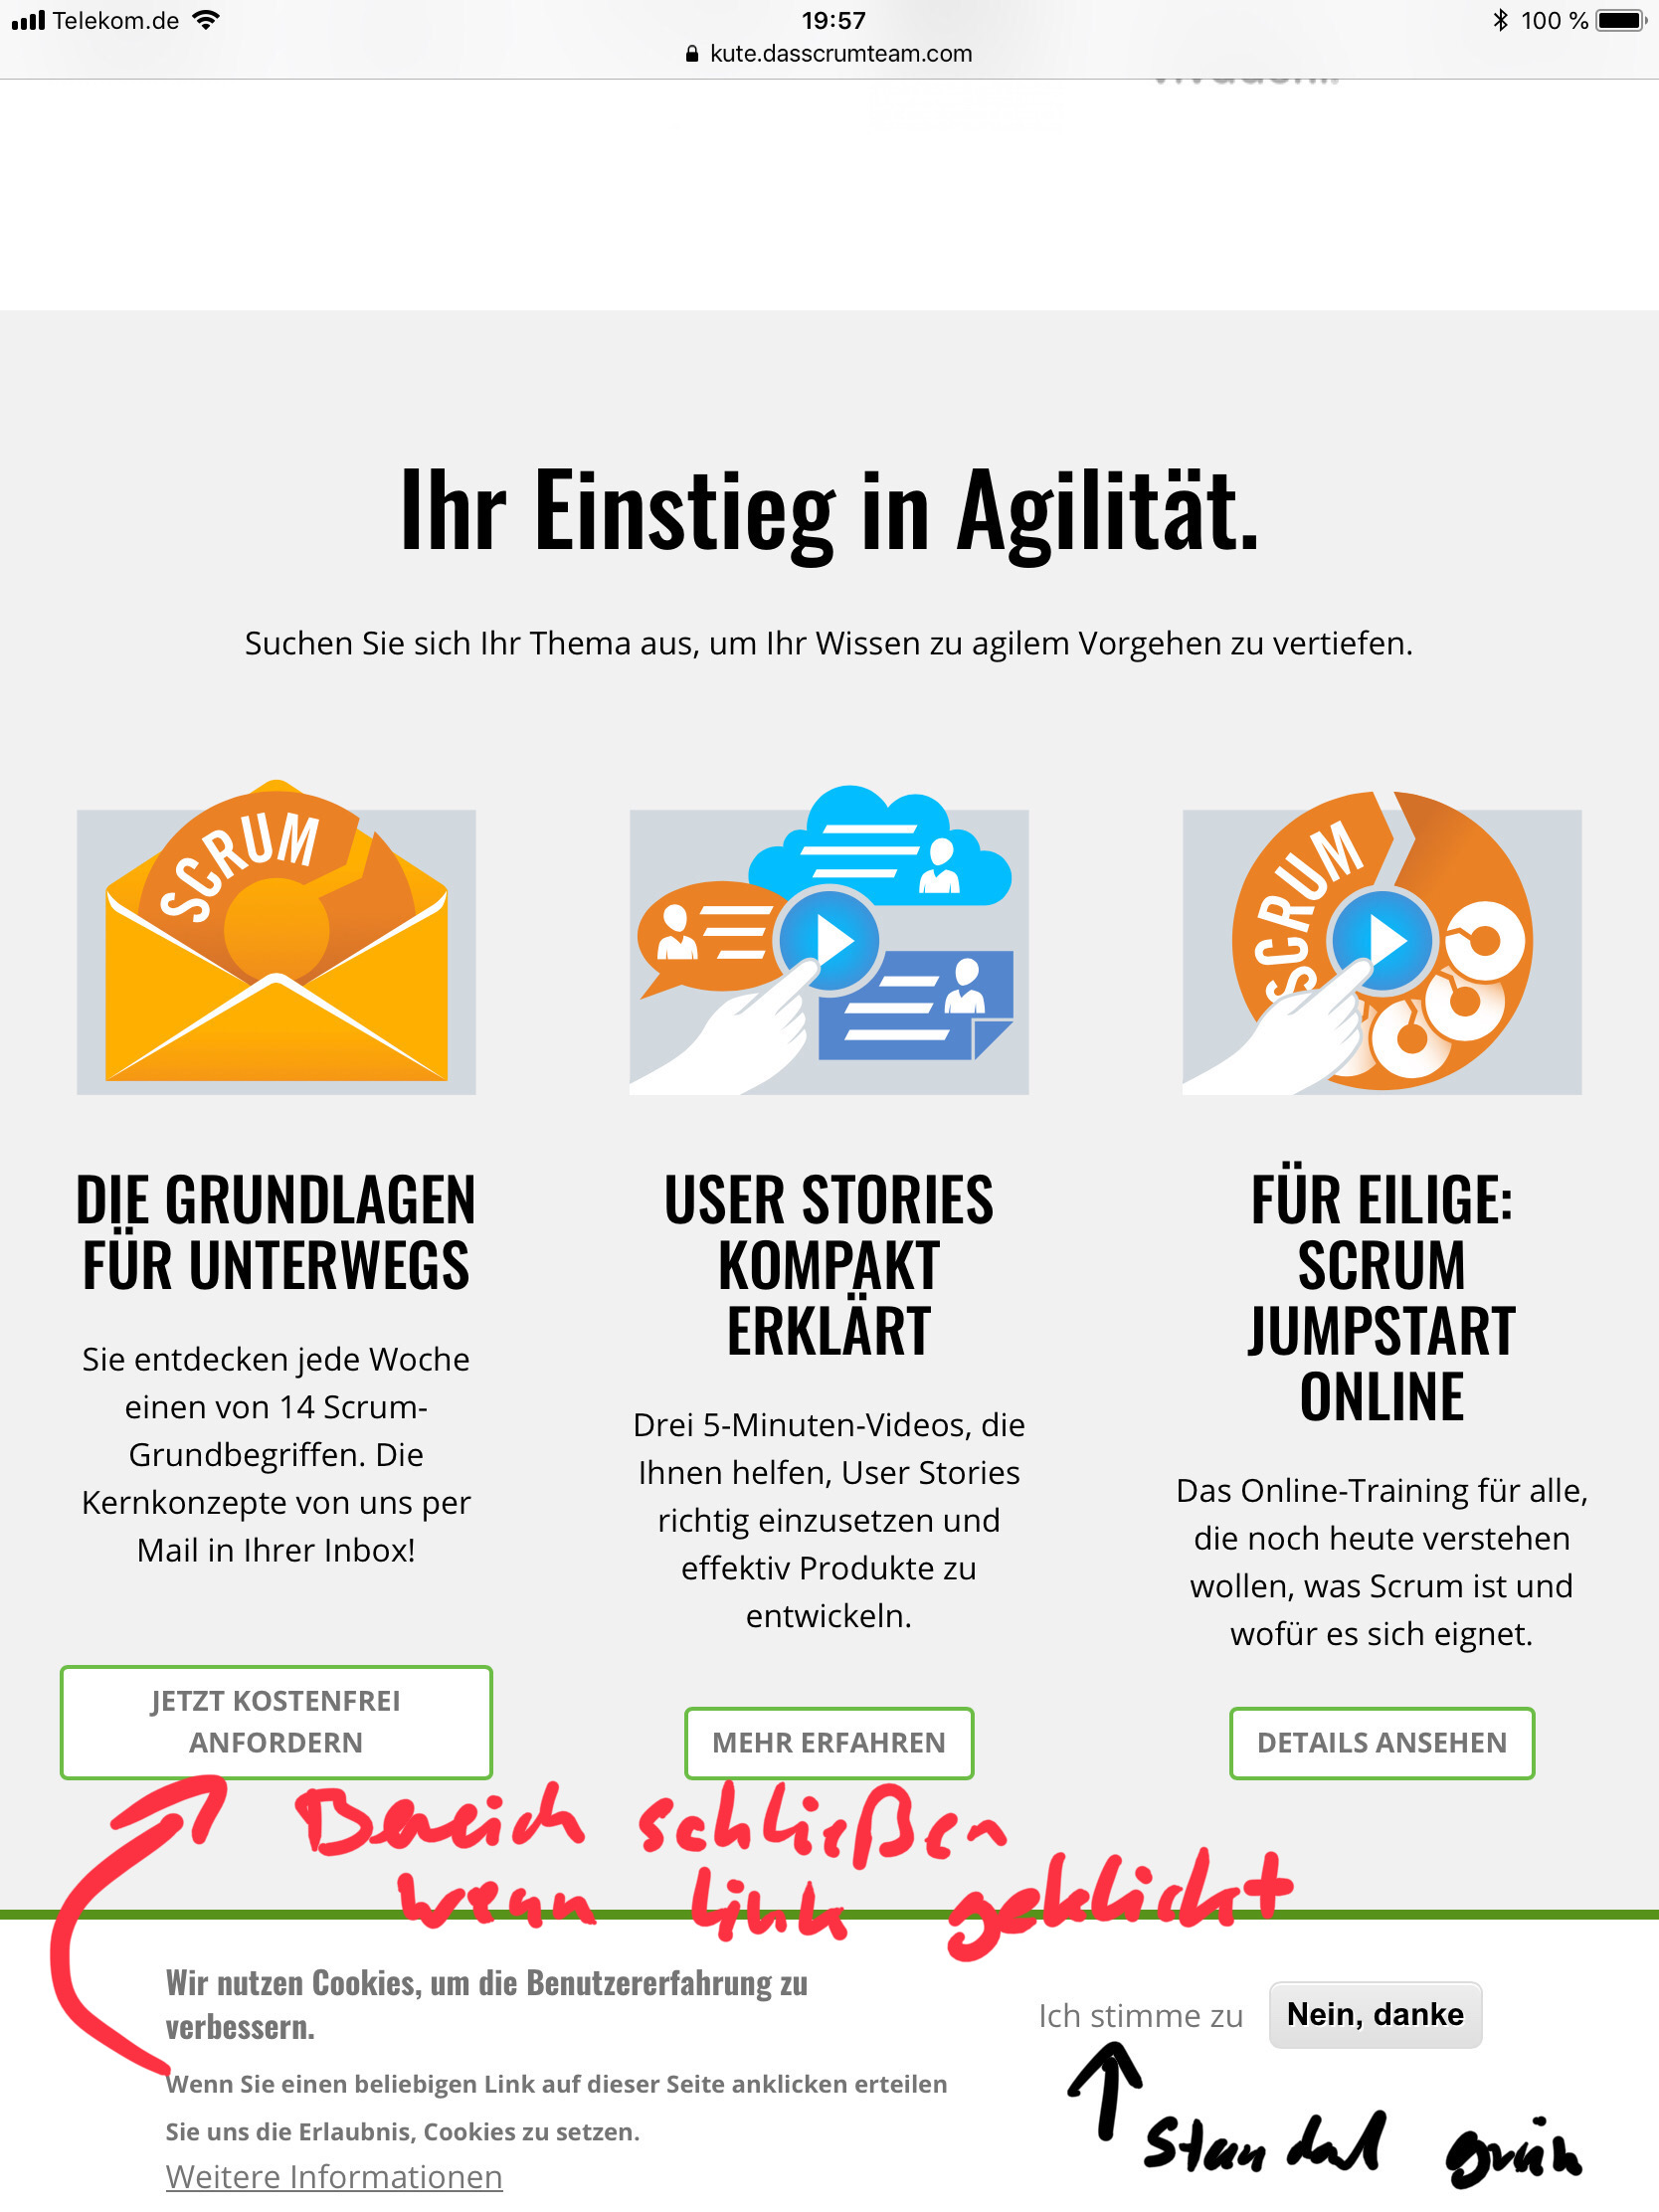 Telekom.de
19:57
100 %
kute.dasscrumteam.com
Ihr Einstieg in Agilität.
Suchen Sie sich Ihr Thema aus, um Ihr Wissen zu agilem Vorgehen zu vertiefen.
SCRUM
SCRUM
DIE GRUNDLAGEN
FÜR UNTERWEGS
Sie entdecken jede Woche
einen von 14 Scrum-
Grundbegriffen. Die
Kernkonzepte von uns per
Mail in Ihrer Inbox!
JETZT KOSTENFREI
ANFORDERN
USER STORIES
KOMPAKT
ERKLÄRT
Drei 5-Minuten-Videos, die
Ihnen helfen, User Stories
richtig einzusetzen und
effektiv Produkte zu
entwickeln.
MEHR ERFAHREN
FÜR EILIGE:
SCRUM
JUMPSTART
ONLINE
Das Online-Training für alle,
die noch heute verstehen
wollen, was Scrum ist und
wofür es sich eignet.
DETAILS ANSEHEN
Bereich schließen
wenn link geklickt
Wir nutzen Cookies, um die Benutzererfahrung zu
verbessern.
Wenn Sie einen beliebigen Link auf dieser Seite anklicken erteilen
Sie uns die Erlaubnis, Cookies zu setzen.
Weitere Informationen
Ich stimme zu
Nein, danke
grün